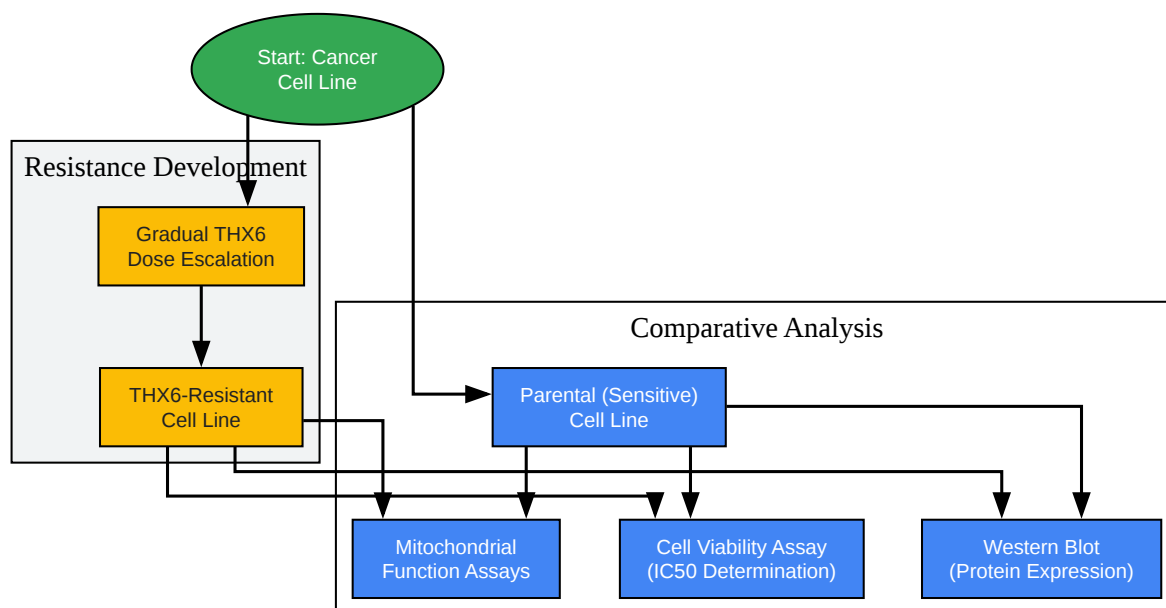 Start: Cancer
Cell Line
Resistance Development
Gradual THX6
Dose Escalation
Comparative Analysis
THX6-Resistant
Cell Line
Parental (Sensitive)
Cell Line
Mitochondrial
Function Assays
Cell Viability Assay
(IC50 Determination)
Western Blot
(Protein Expression)